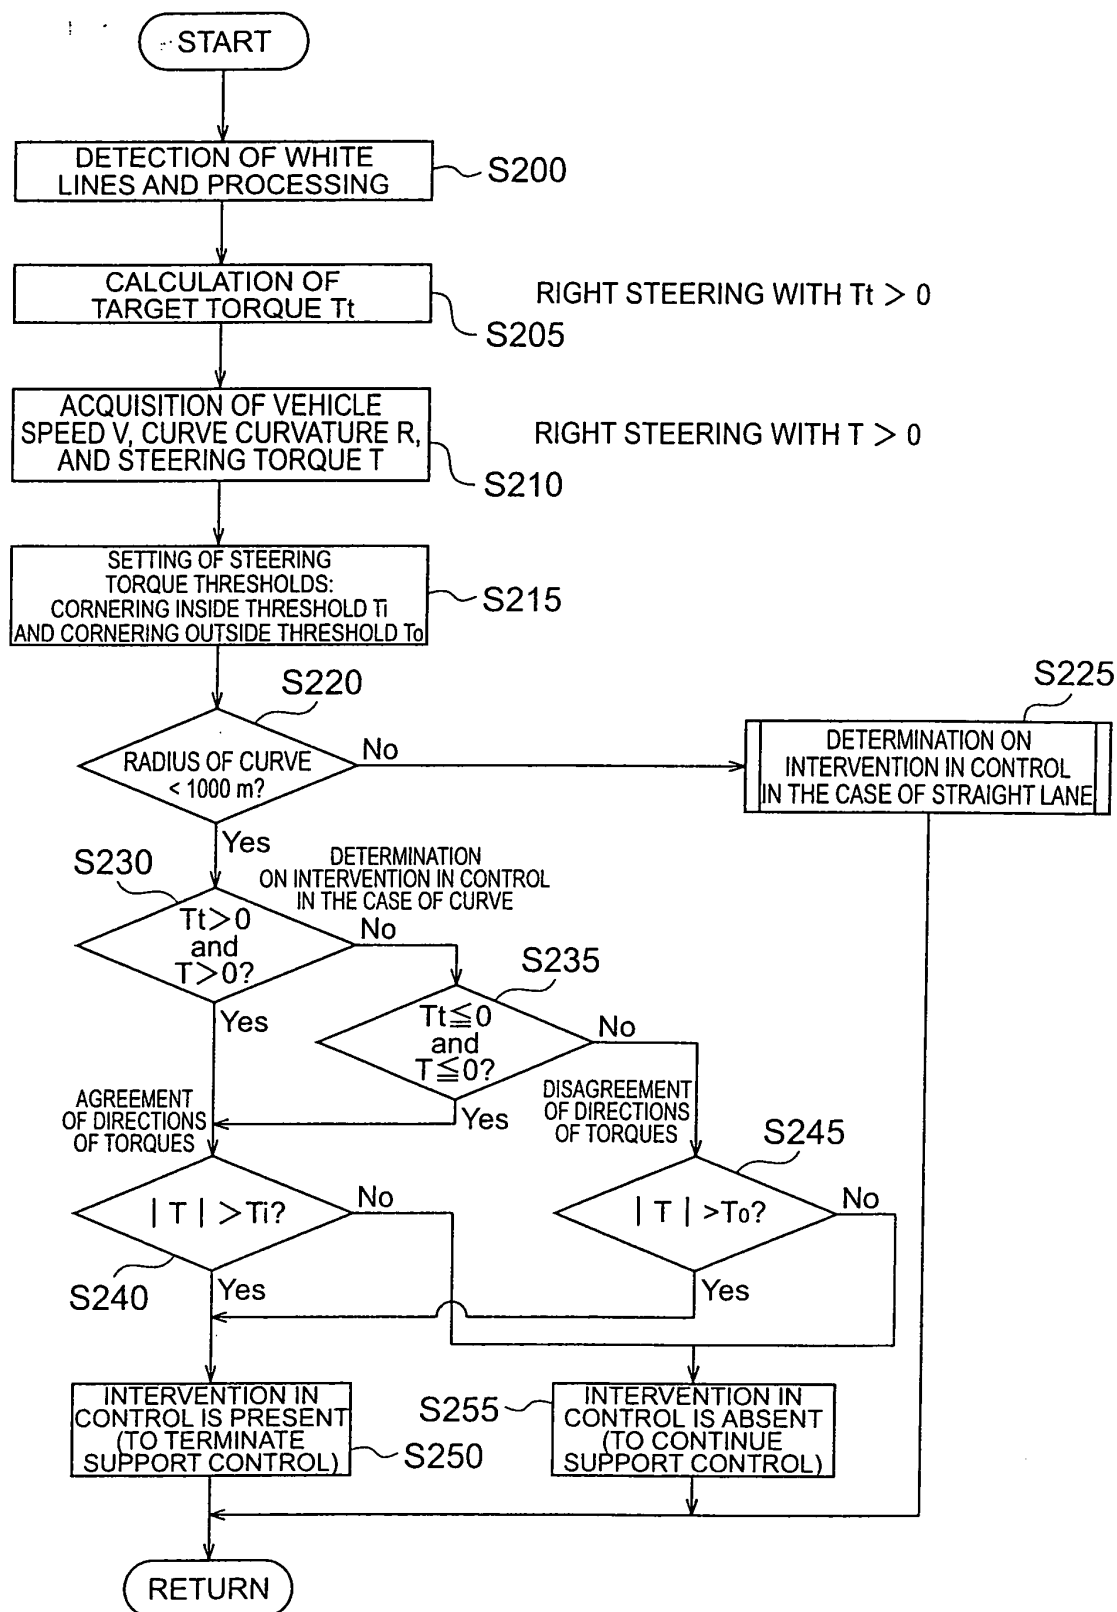 START
DETECTION OF WHITE
LINES AND PROCESSING
S200
CALCULATION OF
TARGET TORQUE Tt
S205
RIGHT STEERING WITH Tt > 0
ACQUISITION OF VEHICLE
SPEED V, CURVE CURVATURE R,
AND STEERING TORQUE T
S210
RIGHT STEERING WITH T > 0
SETTING OF STEERING
TORQUE THRESHOLDS:
CORNERING INSIDE THRESHOLD Ti
AND CORNERING OUTSIDE THRESHOLD To
S215
S220
RADIUS OF CURVE
< 1000 m?
No
Yes
S225
DETERMINATION ON
INTERVENTION IN CONTROL
IN THE CASE OF STRAIGHT LANE
S230
DETERMINATION
ON INTERVENTION IN CONTROL
IN THE CASE OF CURVE
Tt>0
and
T>0?
No
Yes
S235
Tt≦0
and
T≦0?
No
Yes
AGREEMENT
OF DIRECTIONS
OF TORQUES
DISAGREEMENT
OF DIRECTIONS
OF TORQUES
| T | >Ti?
No
Yes
S240
S245
| T | >To?
No
Yes
INTERVENTION IN
CONTROL IS PRESENT
(TO TERMINATE
SUPPORT CONTROL)
S250
S255
INTERVENTION IN
CONTROL IS ABSENT
(TO CONTINUE
SUPPORT CONTROL)
RETURN